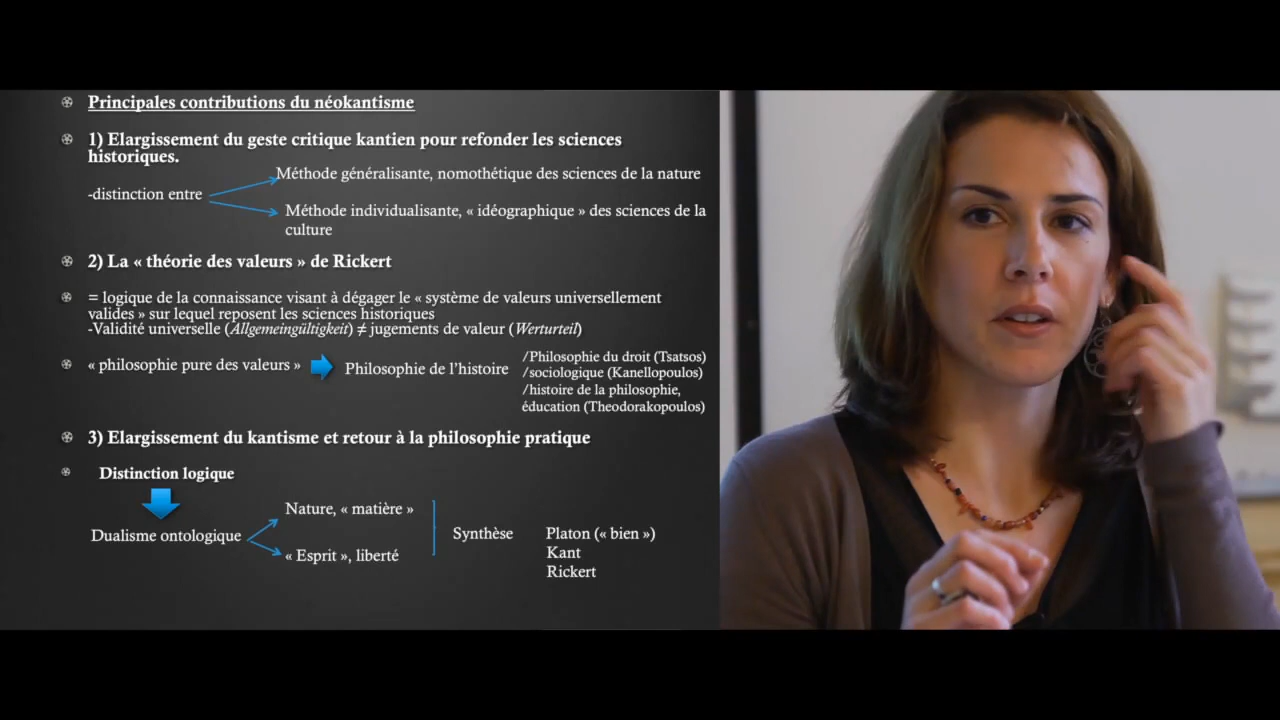 Principales contributions du néokantisme
1) Elargissement du geste critique kantien pour refonder les sciences
historiques.
-distinction entre
Méthode généralisante, nomothétique des sciences de la nature
Méthode individualisante, « idéographique » des sciences de la
culture
2) La « théorie des valeurs » de Rickert
= logique de la connaissance visant à dégager le « système de valeurs universellement
valides » sur lequel reposent les sciences historiques
-Validité universelle (Allgemeingültigkeit) ≠ jugements de valeur (Werturteil)
« philosophie pure des valeurs »
Philosophie de l'histoire
/Philosophie du droit (Tsatsos)
/sociologique (Kanellopoulos)
/histoire de la philosophie,
éducation (Theodorakopoulos)
3) Elargissement du kantisme et retour à la philosophie pratique
Distinction logique
Dualisme ontologique
Nature, « matière »
« Esprit », liberté
Synthèse
Platon (« bien »)
Kant
Rickert